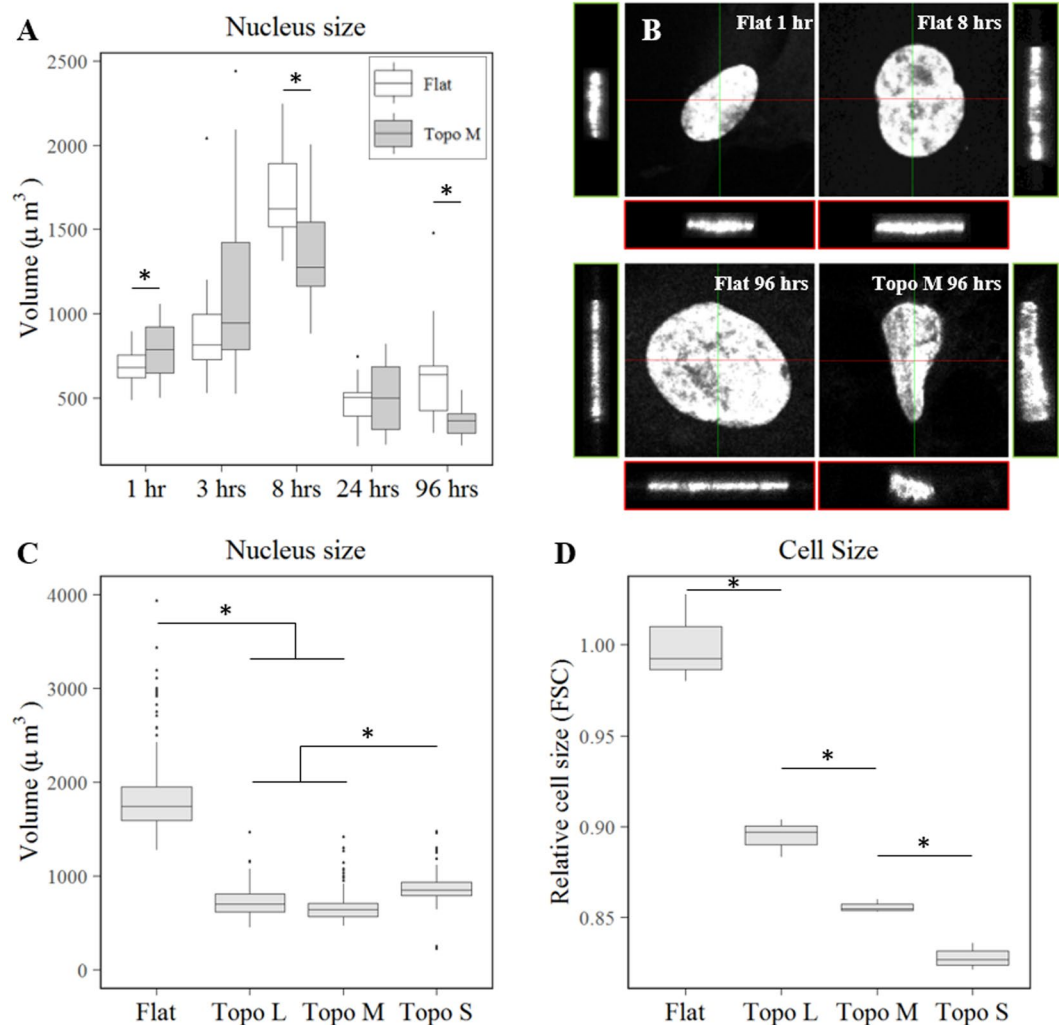 A
Nucleus size
Volume (μ m³)
2500
2000
1500
1000
500
Flat
Topo M
*
*
*
1 hr
3 hrs
8 hrs
24 hrs
96 hrs
B
Flat 1 hr
Flat 8 hrs
Flat 96 hrs
Topo M 96 hrs
C
Nucleus size
Volume (μ m³)
4000
3000
2000
1000
0
*
*
Flat
Topo L
Topo M
Topo S
D
Cell Size
Relative cell size (FSC)
1.00
0.95
0.90
0.85
*
*
*
Flat
Topo L
Topo M
Topo S